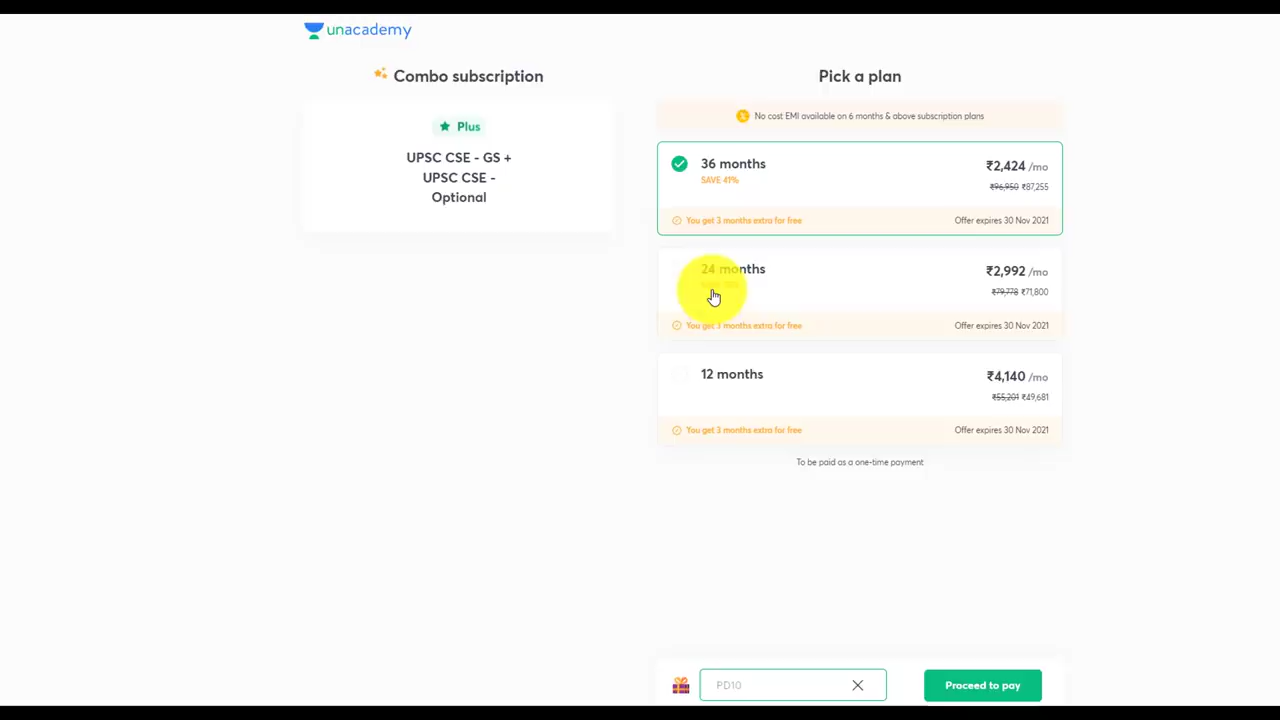 unacademy
Combo subscription
Plus
UPSC CSE - GS +
UPSC CSE -
Optional
Pick a plan
No cost EMI available on 6 months & above subscription plans
36 months
₹2,424 /mo
SAVE 41%
₹96,950 ₹87,255
You get 3 months extra for free
Offer expires 30 Nov 2021
24 months
₹2,992 /mo
₹79,778 ₹71,800
You get 3 months extra for free
Offer expires 30 Nov 2021
12 months
₹4,140 /mo
₹55,201 ₹49,681
You get 3 months extra for free
Offer expires 30 Nov 2021
To be paid as a one-time payment
PD10
Proceed to pay